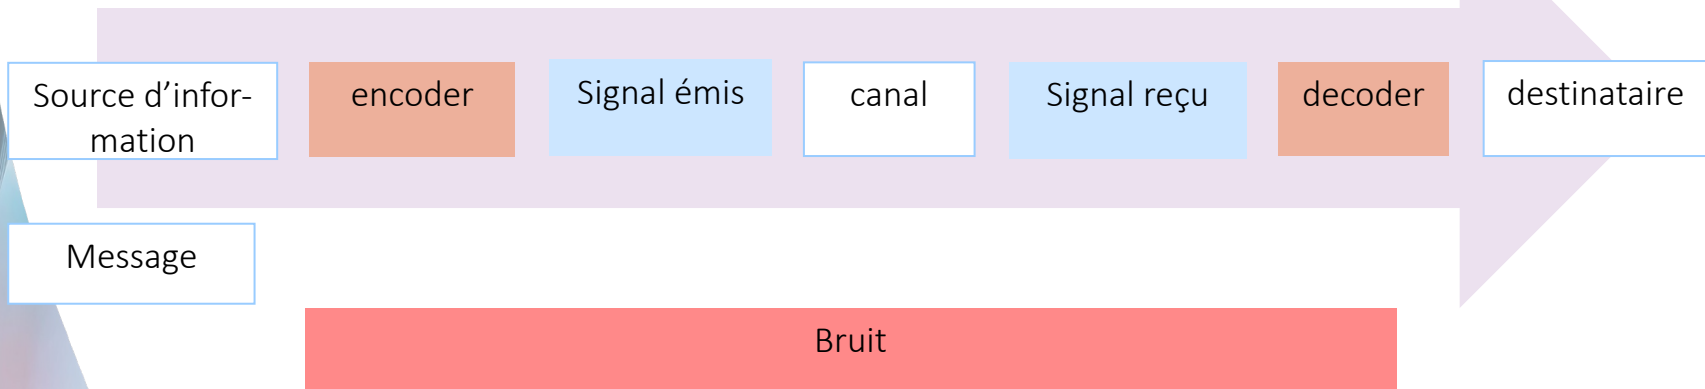 Source d’infor-
mation
encoder
Signal émis
canal
Signal reçu
decoder
destinataire
Message
Bruit